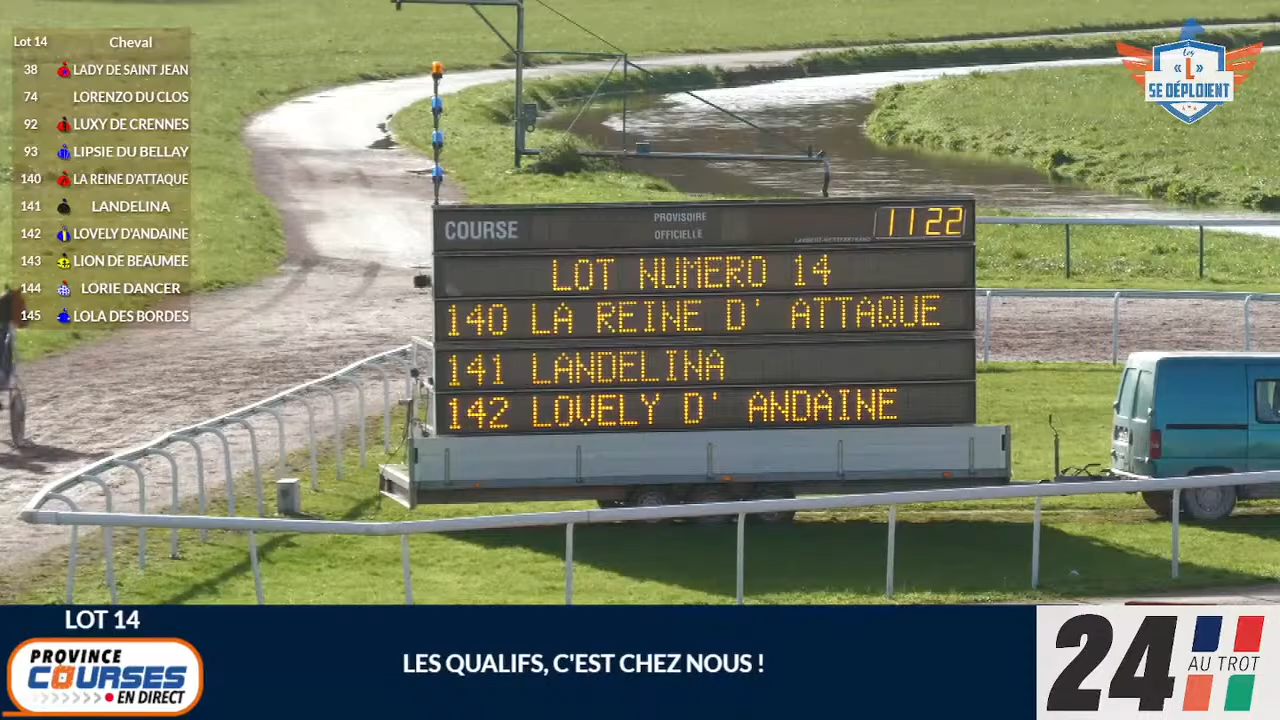 Lot 14 Cheval
38 LADY DE SAINT JEAN
74 LORENZO DU CLOS
92 LUXY DE CRENNES
93 LIPSIE DU BELLAY
140 LA REINE D'ATTAQUE
141 LANDELINA
142 LOVELY D'ANDAINE
143 LION DE BEAUMEE
144 LORIE DANCER
145 LOLA DES BORDES
Les
« L »
SE DÉPLOIENT
COURSE
PROVISOIRE
OFFICIELLE
11 22
LOT NUMERO 14
140 LA REINE D' ATTAQUE
141 LANDELINA
142 LOVELY D' ANDAINE
LOT 14
PROVINCE
COURSES
EN DIRECT
LES QUALIFS, C'EST CHEZ NOUS !
24
AU TROT